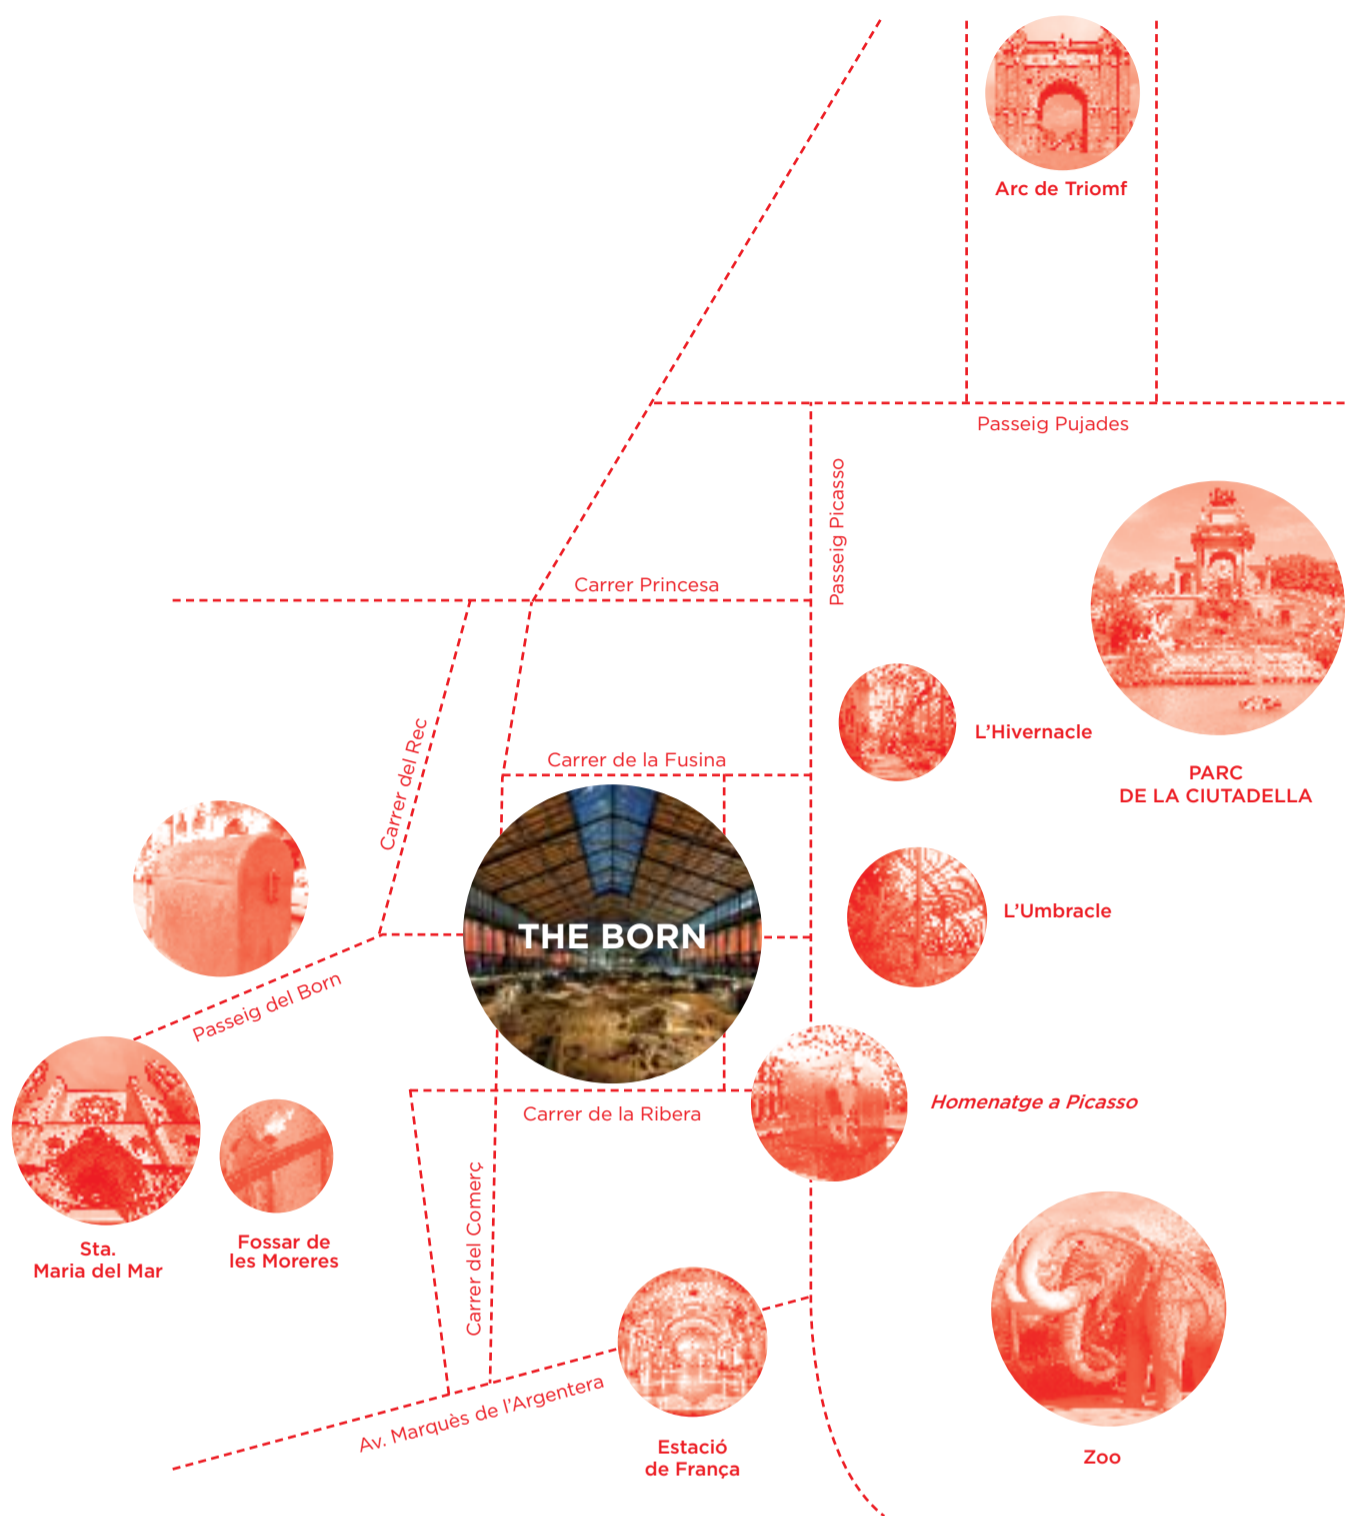 Arc de Triomf
Passeig Pujades
Passeig Picasso
Carrer Princesa
Carrer del Rec
L'Hivernacle
Carrer de la Fusina
PARC
DE LA CIUTADELLA
THE BORN
L'Umbracle
Passeig del Born
Homenatge a Picasso
Carrer de la Ribera
Carrer del Comerç
Sta.
Maria del Mar
Fossar de
les Moreres
Av. Marquès de l'Argentera
Estació
de França
Zoo